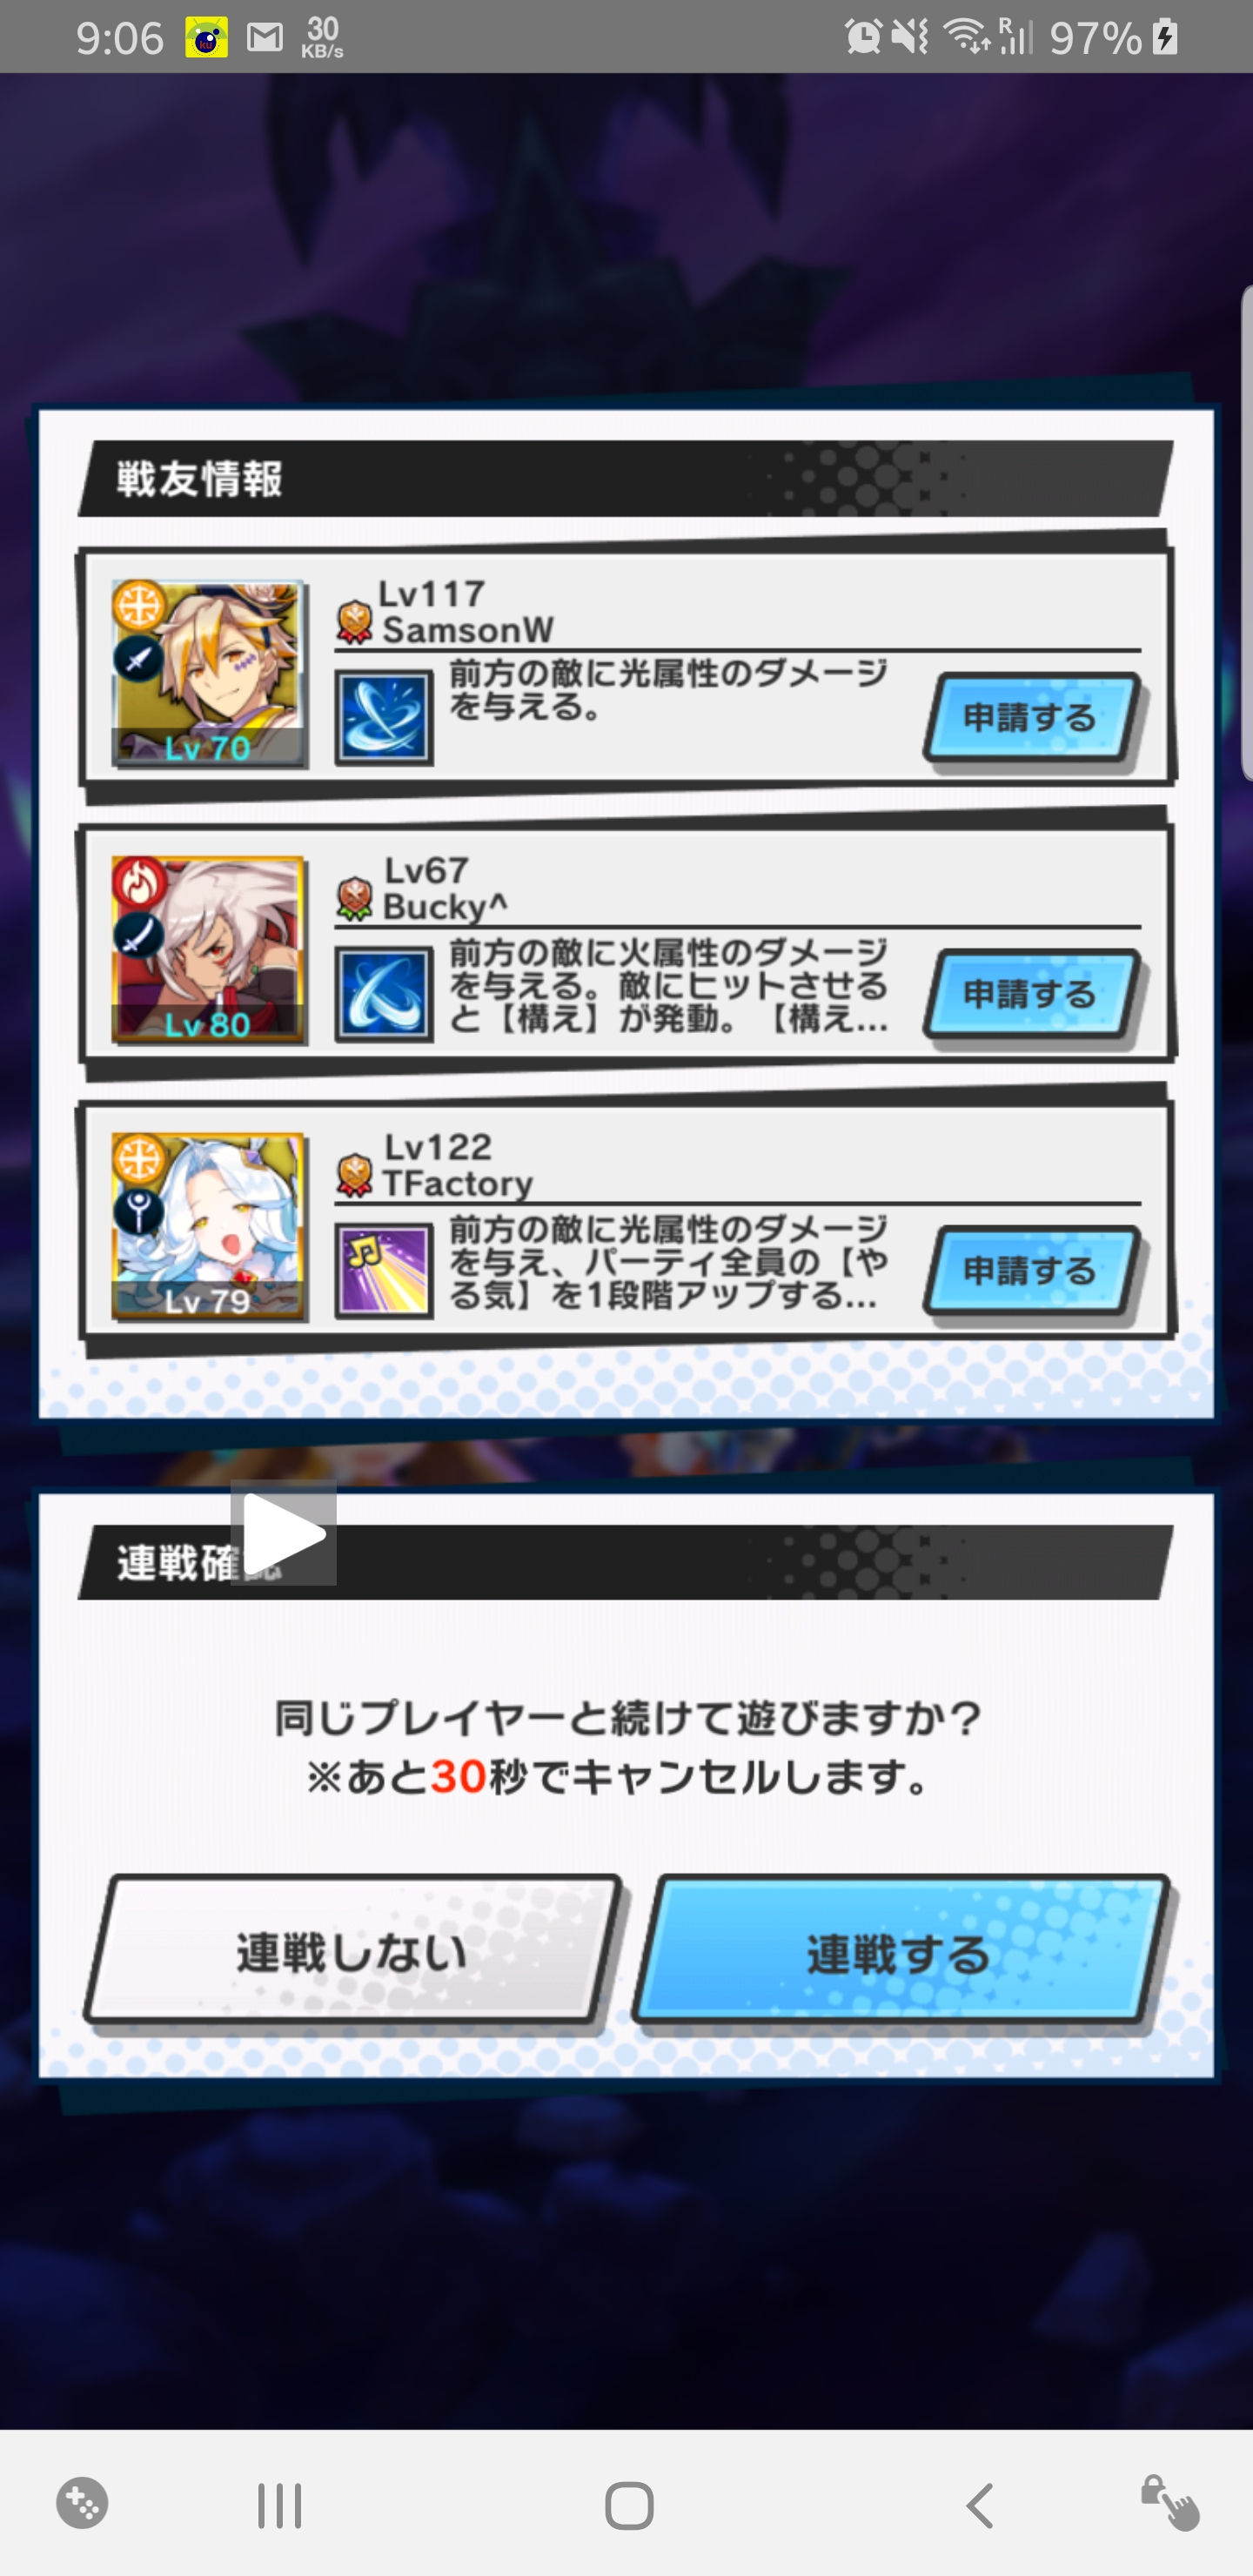 9:06
30
KB/s
R
97%
戦友情報
Lv117
SamsonW
前方の敵に光属性のダメージ
を与える。
申請する
Lv 70
Lv67
Bucky^
前方の敵に火属性のダメージ
を与える。敵にヒットさせる
と【構え】が発動。【構え...
申請する
Lv 80
Lv122
TFactory
前方の敵に光属性のダメージ
を与え、パーティ全員の【や
る気】を1段階アップする...
申請する
Lv 79
連戦確
同じプレイヤーと続けて遊びますか?
※あと30秒でキャンセルします。
連戦しない
連戦する